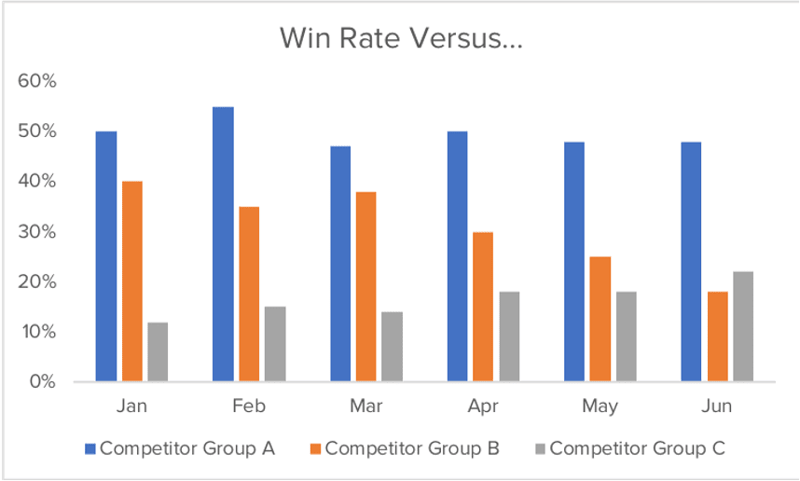 Win Rate Versus...
60%
50%
40%
30%
20%
10%
0%
Jan Feb Mar Apr May Jun
Competitor Group A Competitor Group B Competitor Group C